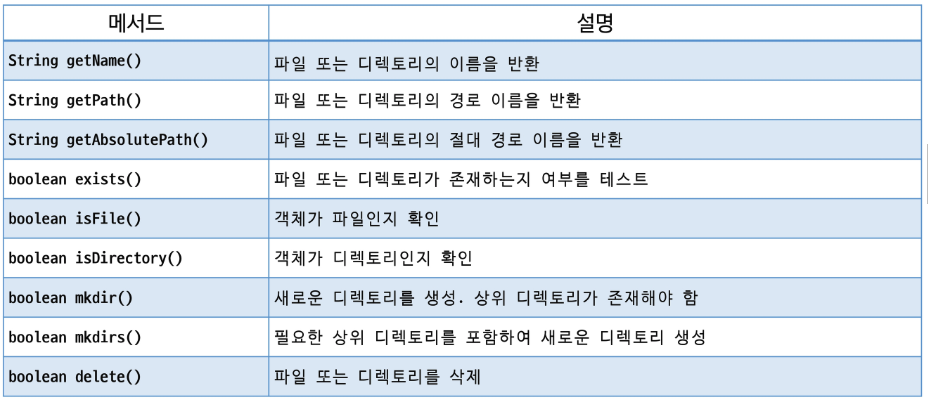 메서드 설명
String getName() 파일 또는 디렉토리의 이름을 반환
String getPath() 파일 또는 디렉토리의 경로 이름을 반환
String getAbsolutePath() 파일 또는 디렉토리의 절대 경로 이름을 반환
boolean exists() 파일 또는 디렉토리가 존재하는지 여부를 테스트
boolean isFile() 객체가 파일인지 확인
boolean isDirectory() 객체가 디렉토리인지 확인
boolean mkdir() 새로운 디렉토리를 생성. 상위 디렉토리가 존재해야 함
boolean mkdirs() 필요한 상위 디렉토리를 포함하여 새로운 디렉토리 생성
boolean delete() 파일 또는 디렉토리를 삭제